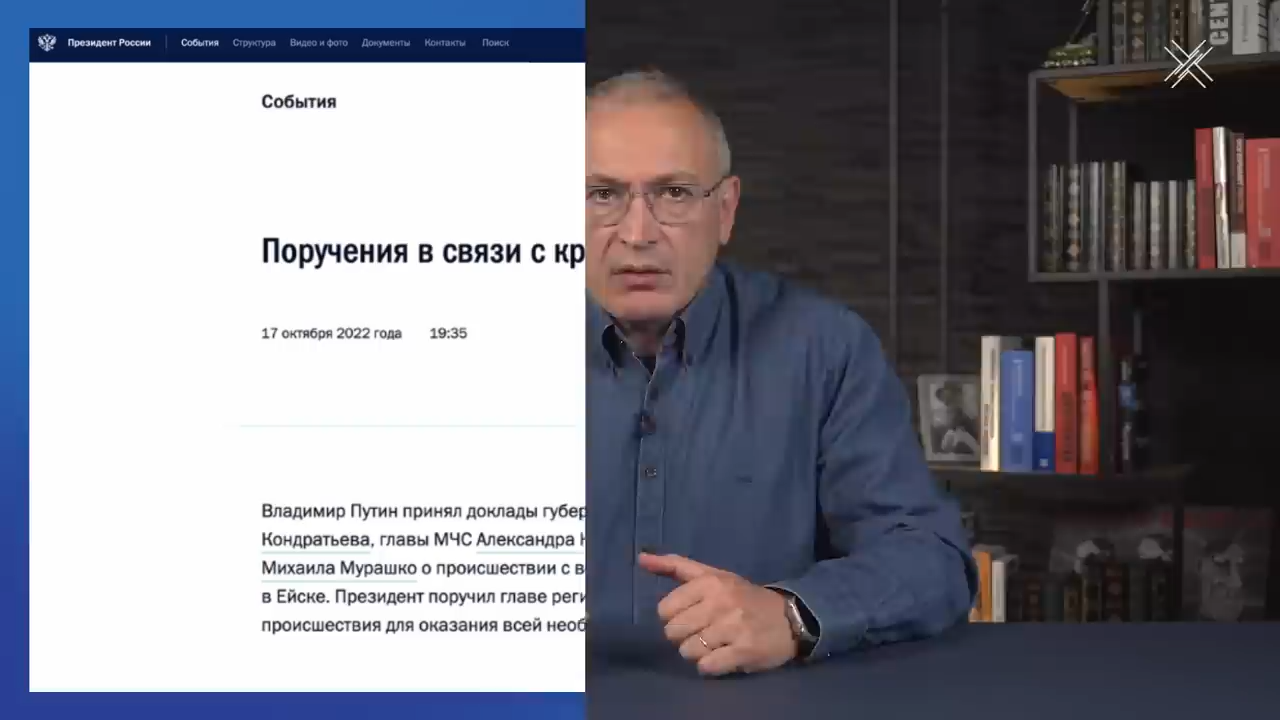 Президент России
События
Структура
Видео и фото
Документы
Контакты
Поиск
События
Поручения в связи с кр
17 октября 2022 года 19:35
Владимир Путин принял доклады губер
Кондратьева, главы МЧС Александра
Михаила Мурашко о происшествии с в
в Ейске. Президент поручил главе реги
происшествия для оказания всей необ